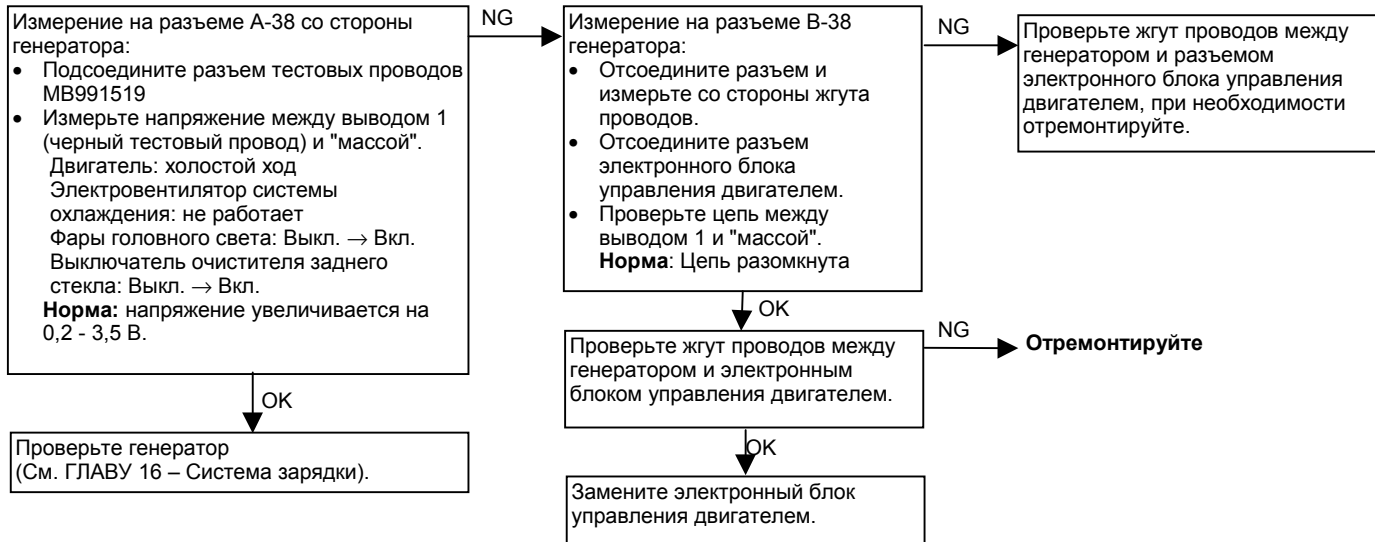 Измерение на разъеме А-38 со стороны
генератора:
• Подсоедините разъем тестовых проводов
MB991519
• Измерьте напряжение между выводом 1
(черный тестовый провод) и "массой".
Двигатель: холостой ход
Электровентилятор системы
охлаждения: не работает
Фары головного света: Выкл. → Вкл.
Выключатель очистителя заднего
стекла: Выкл. → Вкл.
Норма: напряжение увеличивается на
0,2 - 3,5 В.
NG
OK
Проверьте генератор
(См. ГЛАВУ 16 – Система зарядки).
Измерение на разъеме В-38
генератора:
• Отсоедините разъем и
измерьте со стороны жгута
проводов.
• Отсоедините разъем
электронного блока
управления двигателем.
• Проверьте цепь между
выводом 1 и "массой".
Норма: Цепь разомкнута
NG
Проверьте жгут проводов между
генератором и разъемом
электронного блока управления
двигателем, при необходимости
отремонтируйте.
OK
Проверьте жгут проводов между
генератором и электронным
блоком управления двигателем.
NG
Отремонтируйте
OK
Замените электронный блок
управления двигателем.